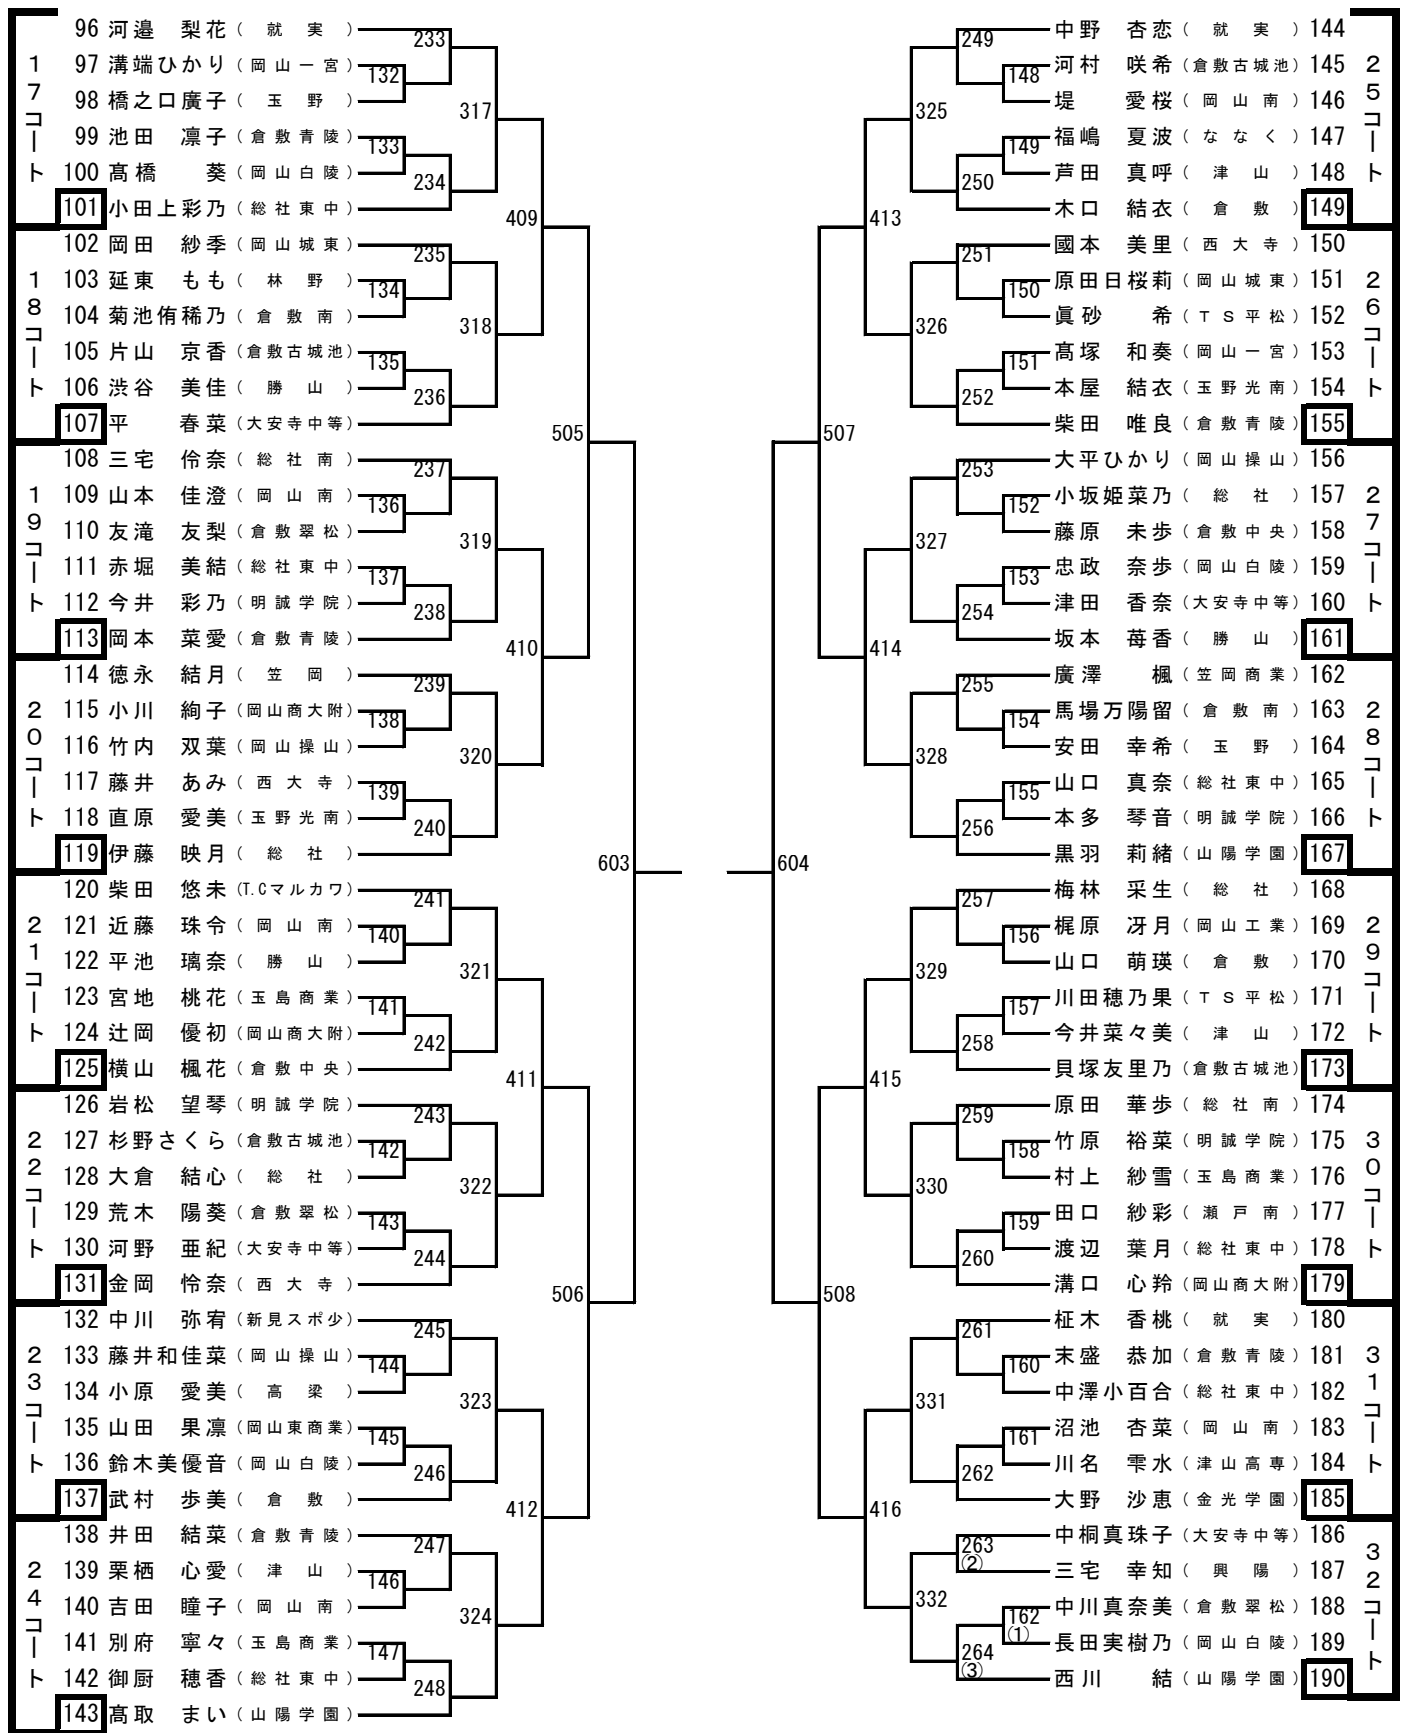 17コート
96 河邉 梨花 （就実）
97 溝端ひかり （岡山一宮）
98 橋之口廣子 （玉野）
99 池田 凛子 （倉敷青陵）
100 髙橋 葵 （岡山白陵）
101 小田上彩乃 （総社東中）
233
132
133
234
317
18コート
102 岡田 紗季 （岡山城東）
103 延東 もも （林野）
104 菊池侑稀乃 （倉敷南）
105 片山 京香 （倉敷古城池）
106 渋谷 美佳 （勝山）
107 平 春菜 （大安寺中等）
235
134
135
236
318
409
19コート
108 三宅 伶奈 （総社南）
109 山本 佳澄 （岡山南）
110 友滝 友梨 （倉敷翠松）
111 赤堀 美結 （総社東中）
112 今井 彩乃 （明誠学院）
113 岡本 菜愛 （倉敷青陵）
237
136
137
238
319
20コート
114 徳永 結月 （笠岡）
115 小川 絢子 （岡山商大附）
116 竹内 双葉 （岡山操山）
117 藤井 あみ （西大寺）
118 直原 愛美 （玉野光南）
119 伊藤 映月 （総社）
239
138
139
240
320
410
505
21コート
120 柴田 悠未 （T.Cマルカワ）
121 近藤 珠令 （岡山南）
122 平池 璃奈 （勝山）
123 宮地 桃花 （玉島商業）
124 辻岡 優初 （岡山商大附）
125 横山 楓花 （倉敷中央）
241
140
141
242
321
22コート
126 岩松 望琴 （明誠学院）
127 杉野さくら （倉敷古城池）
128 大倉 結心 （総社）
129 荒木 陽葵 （倉敷翠松）
130 河野 亜紀 （大安寺中等）
131 金岡 怜奈 （西大寺）
243
142
143
244
322
411
23コート
132 中川 弥宥 （新見スポ少）
133 藤井和佳菜 （岡山操山）
134 小原 愛美 （高梁）
135 山田 果凛 （岡山東商業）
136 鈴木美優音 （岡山白陵）
137 武村 歩美 （倉敷）
245
144
145
246
323
24コート
138 井田 結菜 （倉敷青陵）
139 栗栖 心愛 （津山）
140 吉田 瞳子 （岡山南）
141 別府 寧々 （玉島商業）
142 御厨 穂香 （総社東中）
143 髙取 まい （山陽学園）
247
146
147
248
324
412
506
603
25コート
中野 杏恋 （就実） 144
河村 咲希 （倉敷古城池） 145
堤 愛桜 （岡山南） 146
福嶋 夏波 （ななく） 147
芦田 真呼 （津山） 148
木口 結衣 （倉敷） 149
249
148
149
250
325
26コート
國本 美里 （西大寺） 150
原田日桜莉 （岡山城東） 151
眞砂 希 （TS平松） 152
髙塚 和奏 （岡山一宮） 153
本屋 結衣 （玉野光南） 154
柴田 唯良 （倉敷青陵） 155
251
150
151
252
326
413
27コート
大平ひかり （岡山操山） 156
小坂姫菜乃 （総社） 157
藤原 未歩 （倉敷中央） 158
忠政 奈歩 （岡山白陵） 159
津田 香奈 （大安寺中等） 160
坂本 苺香 （勝山） 161
253
152
153
254
327
28コート
廣澤 楓 （笠岡商業） 162
馬場万陽留 （倉敷南） 163
安田 幸希 （玉野） 164
山口 真奈 （総社東中） 165
本多 琴音 （明誠学院） 166
黒羽 莉緒 （山陽学園） 167
255
154
155
256
328
414
507
29コート
梅林 采生 （総社） 168
梶原 冴月 （岡山工業） 169
山口 萌瑛 （倉敷） 170
川田穂乃果 （TS平松） 171
今井菜々美 （津山） 172
貝塚友里乃 （倉敷古城池） 173
257
156
157
258
329
30コート
原田 華歩 （総社南） 174
竹原 裕菜 （明誠学院） 175
村上 紗雪 （玉島商業） 176
田口 紗彩 （瀬戸南） 177
渡辺 葉月 （総社東中） 178
溝口 心羚 （岡山商大附） 179
259
158
159
260
330
415
31コート
柾木 香桃 （就実） 180
末盛 恭加 （倉敷青陵） 181
中澤小百合 （総社東中） 182
沼池 杏菜 （岡山南） 183
川名 雫水 （津山高専） 184
大野 沙恵 （金光学園） 185
261
160
161
262
331
32コート
中桐真珠子 （大安寺中等） 186
三宅 幸知 （興陽） 187
中川真奈美 （倉敷翠松） 188
長田実樹乃 （岡山白陵） 189
西川 結 （山陽学園） 190
263
②
162
①
264
③
332
416
508
604